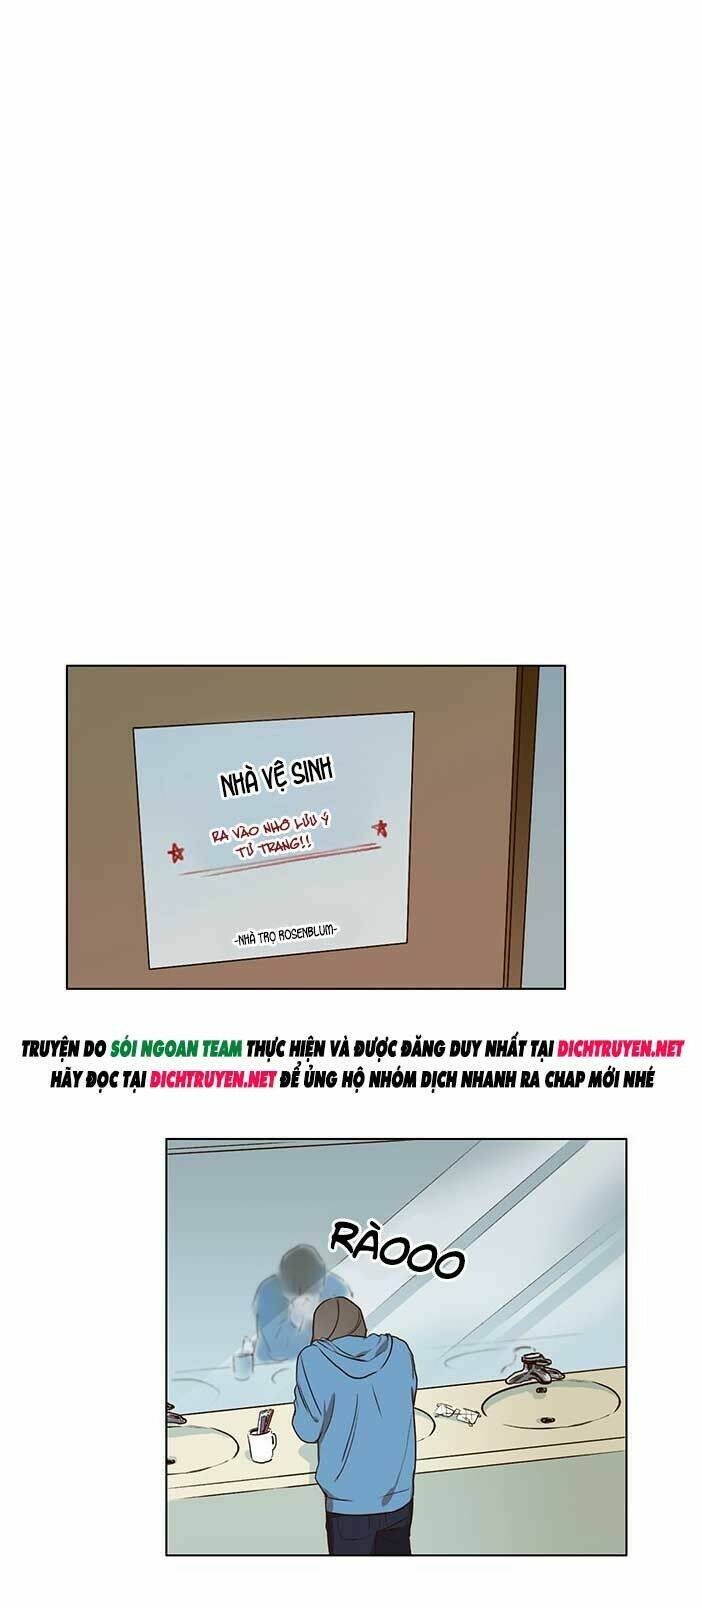 NHÀ VỆ SINH
RA VÀO NHỚ LƯU Ý
TƯ TRANG!!
-NHÀ TRỌ ROSENBLUM-
TRUYỆN DO SÓI NGOAN TEAM THỰC HIỆN VÀ ĐƯỢC ĐĂNG DUY NHẤT TẠI DICHTRUYEN.NET
HÃY ĐỌC TẠI DICHTRUYEN.NET ĐỂ ỦNG HỘ NHÓM DỊCH NHANH RA CHAP MỚI NHÉ
RÀOOO